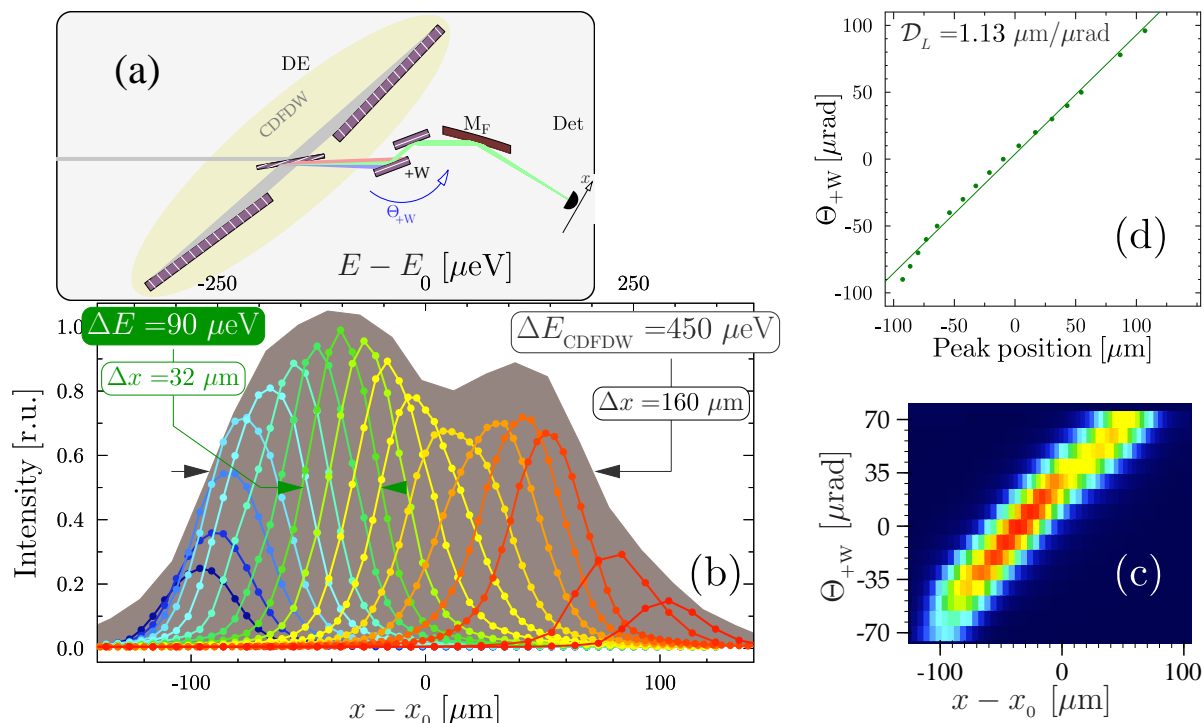 (a)
DE
CDFDW
M_F
Det
+W
x
Θ_{+W}
E − E_0 [μeV]
-250 0 250
ΔE = 90 μeV
Δx = 32 μm
ΔE_{CDFDW} = 450 μeV
Δx = 160 μm
1.0
0.8
0.6
0.4
0.2
0.0
Intensity [r.u.]
(b)
-100 0 100
x − x_0 [μm]
𝒟_L = 1.13 μm/μrad
100
50
0
-50
-100
Θ_{+W} [μrad]
(d)
-100 -50 0 50 100
Peak position [μm]
70
35
0
-35
-70
Θ_{+W} [μrad]
(c)
-100 0 100
x − x_0 [μm]